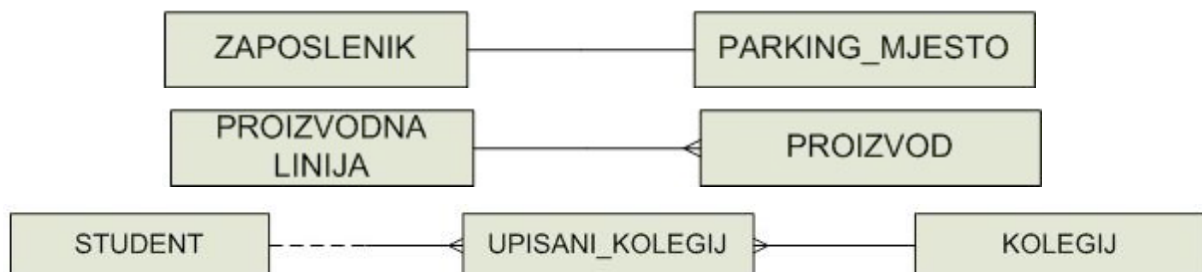 ZAPOSLENIK
PARKING_MJESTO
PROIZVODNA
LINIJA
PROIZVOD
STUDENT
UPISANI_KOLEGIJ
KOLEGIJ